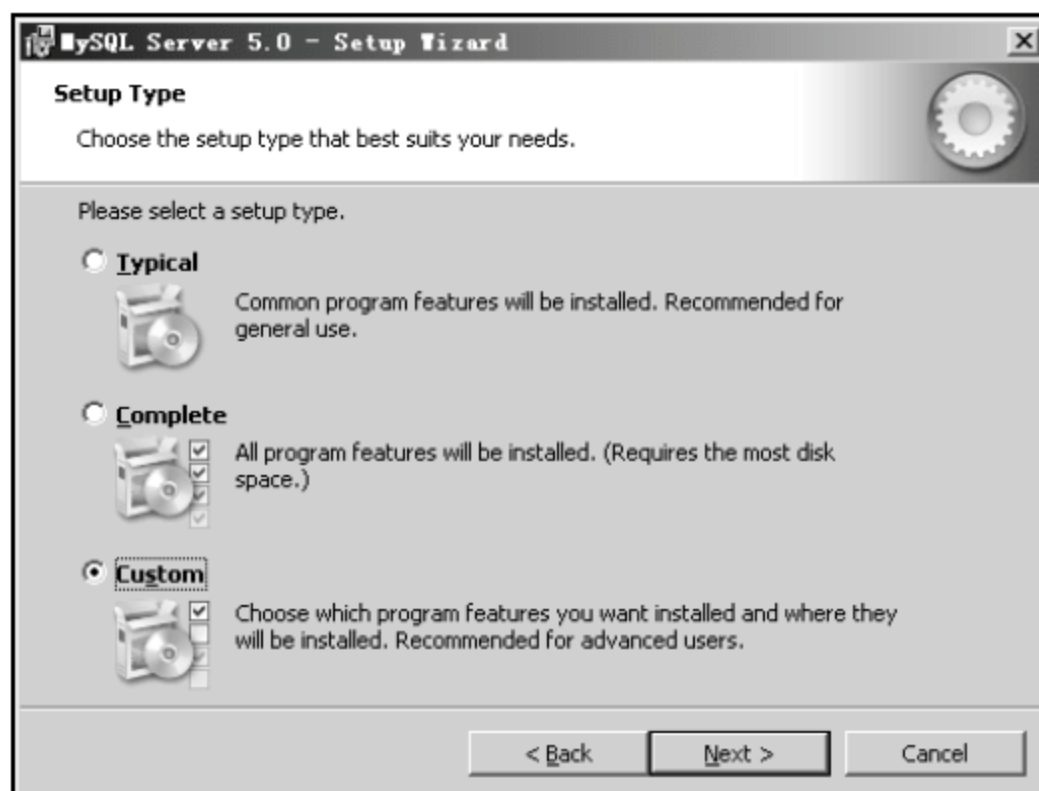 MySQL Server 5.0 - Setup Wizard
Setup Type
Choose the setup type that best suits your needs.
Please select a setup type.
Typical
Common program features will be installed. Recommended for
general use.
Complete
All program features will be installed. (Requires the most disk
space.)
Custom
Choose which program features you want installed and where they
will be installed. Recommended for advanced users.
< Back
Next >
Cancel